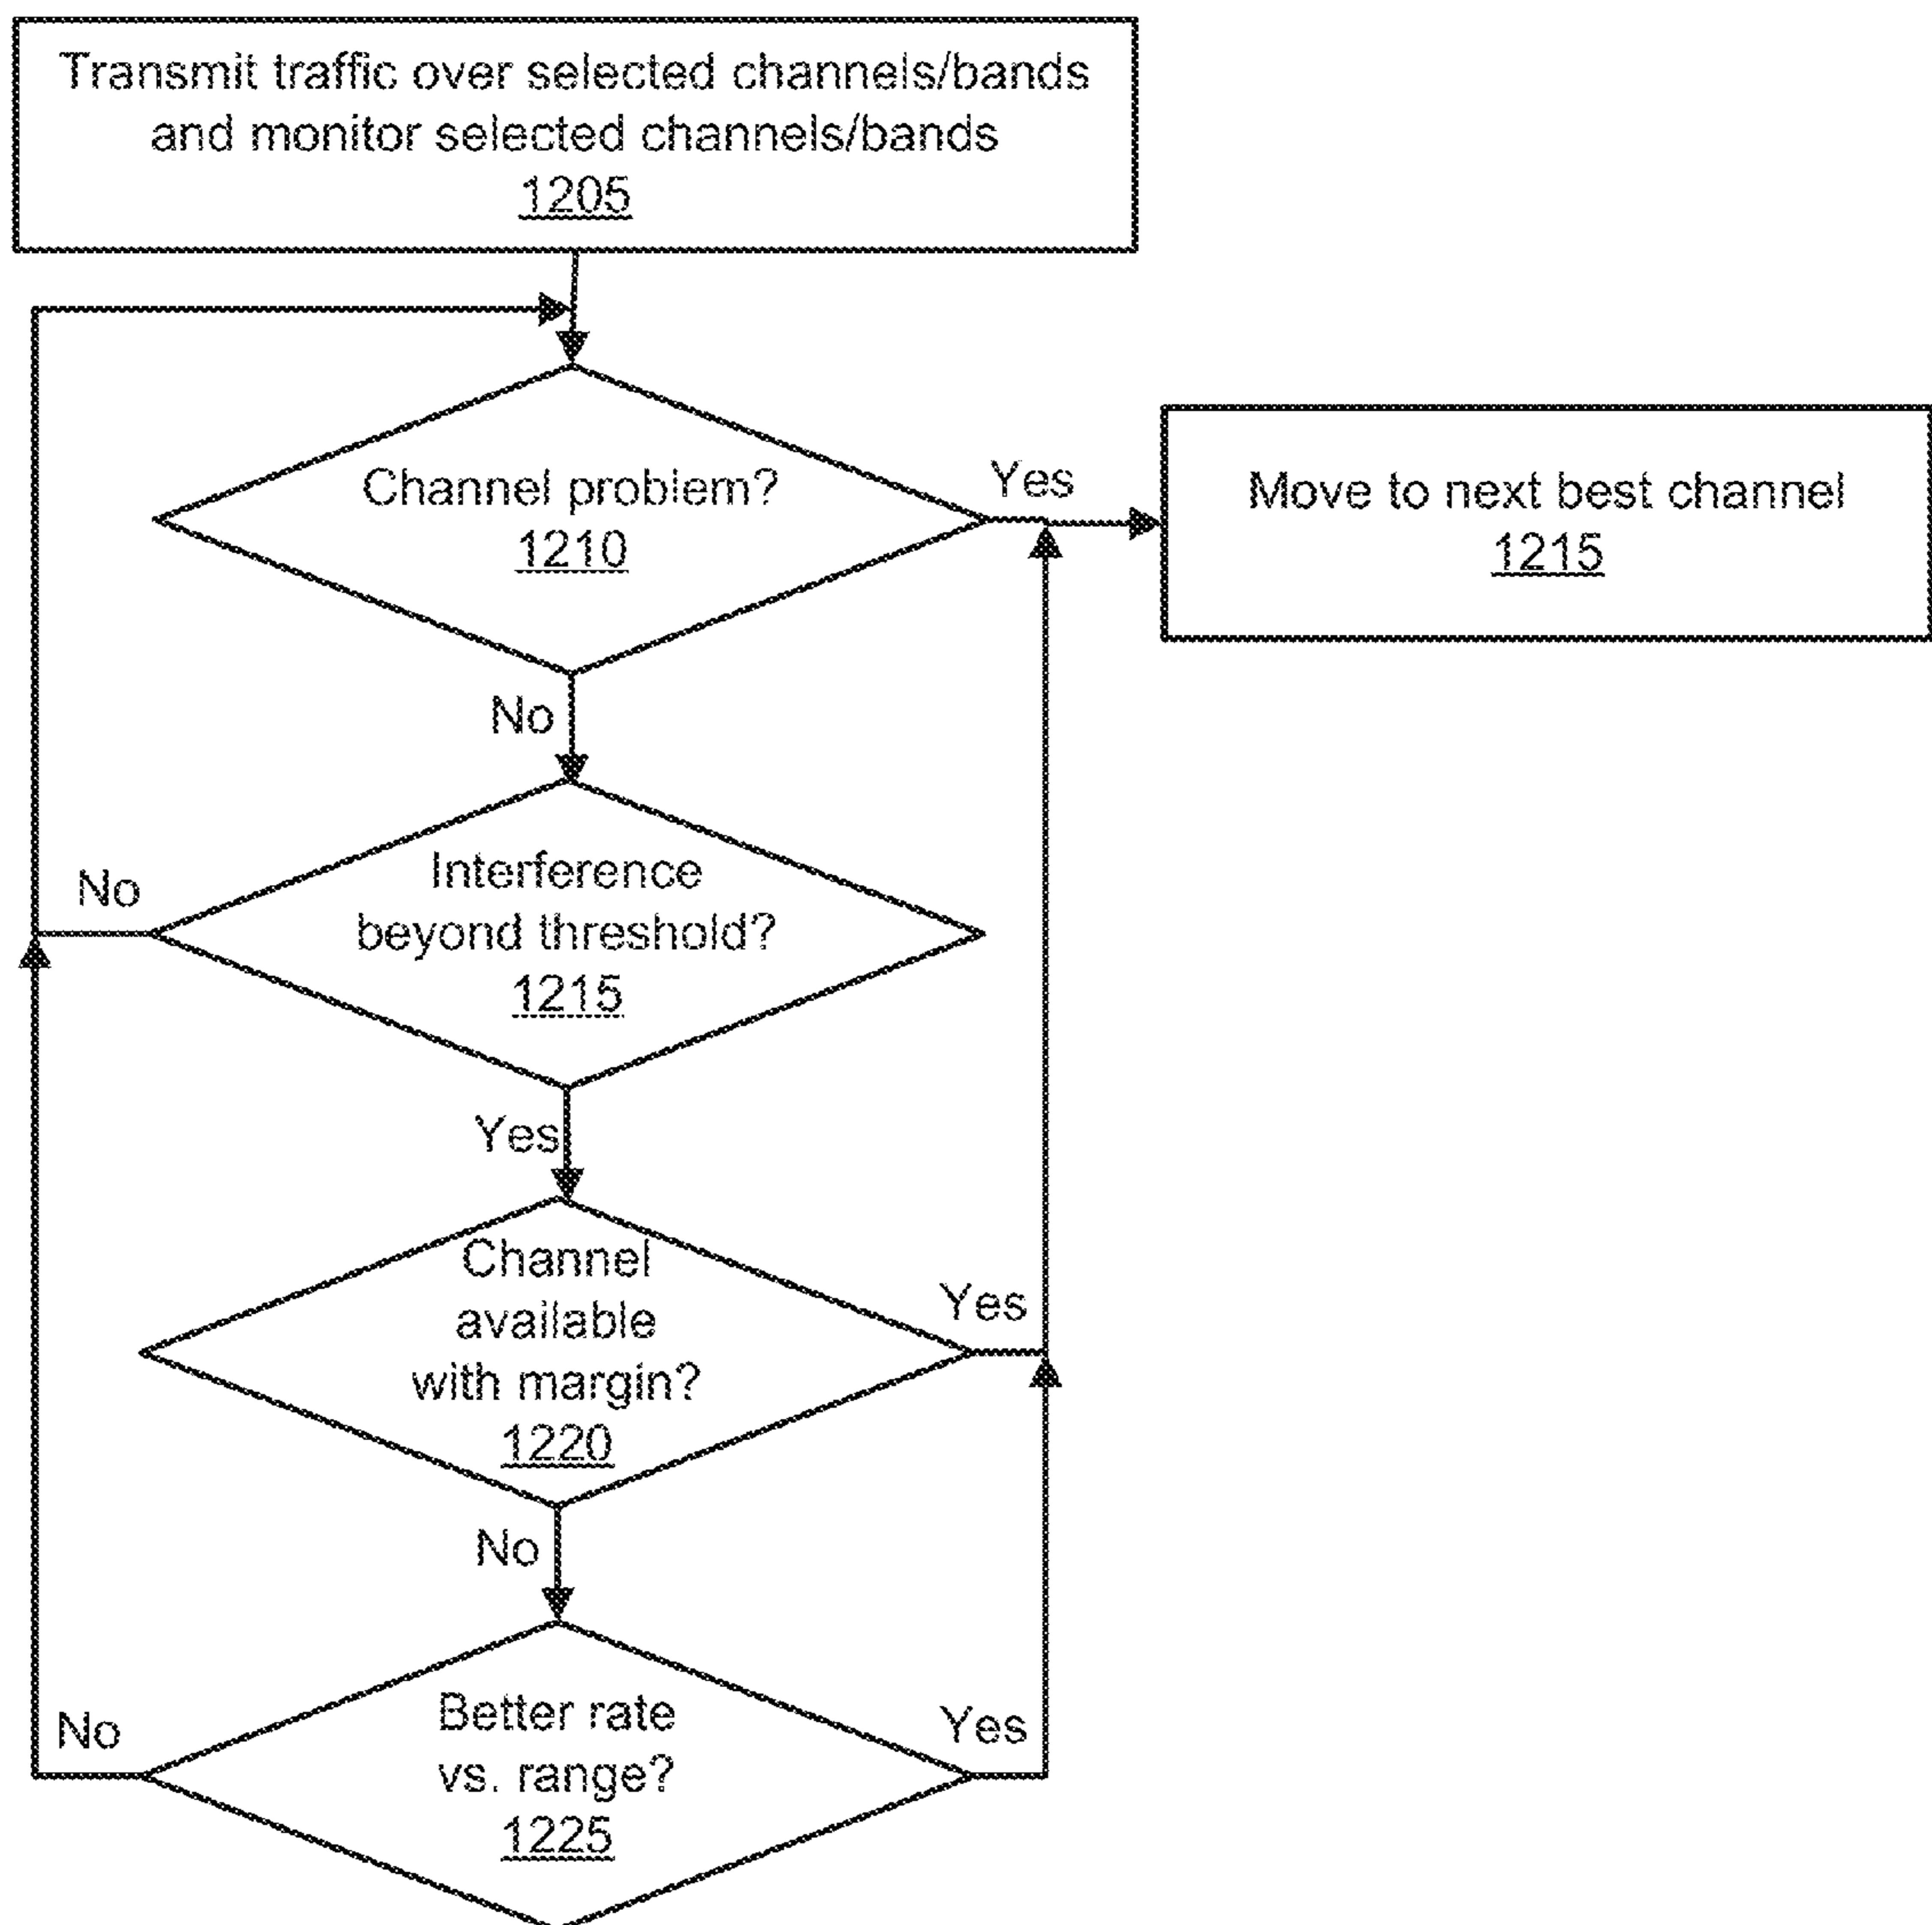 Transmit traffic over selected channels/bands
and monitor selected channels/bands
1205
Channel problem?
1210
Yes
Move to next best channel
1215
No
Interference
beyond threshold?
1215
No
Yes
Channel
available
with margin?
1220
Yes
No
Better rate
vs. range?
1225
No
Yes